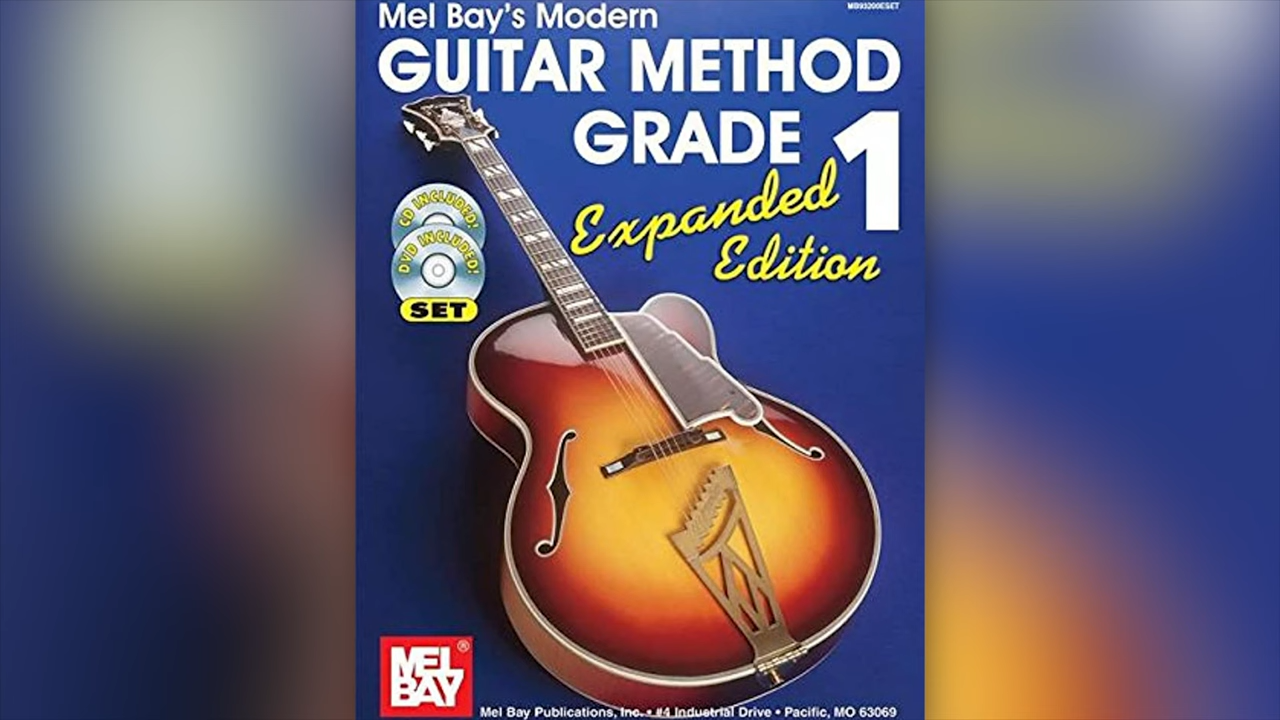 MB93200ESET
Mel Bay's Modern
GUITAR METHOD
GRADE 1
Expanded
Edition
CD INCLUDED!
DVD INCLUDED!
SET
MEL
BAY®
Mel Bay Publications, Inc. • #4 Industrial Drive • Pacific, MO 63069